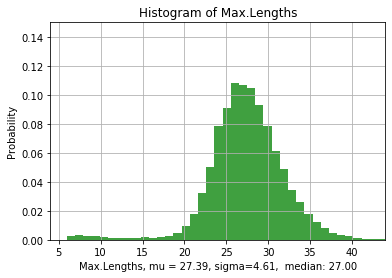 Histogram of Max.Lengths
0.14
0.12
0.10
0.08
0.06
0.04
0.02
0.00
Probability
5 10 15 20 25 30 35 40
Max.Lengths, mu = 27.39, sigma=4.61, median: 27.00